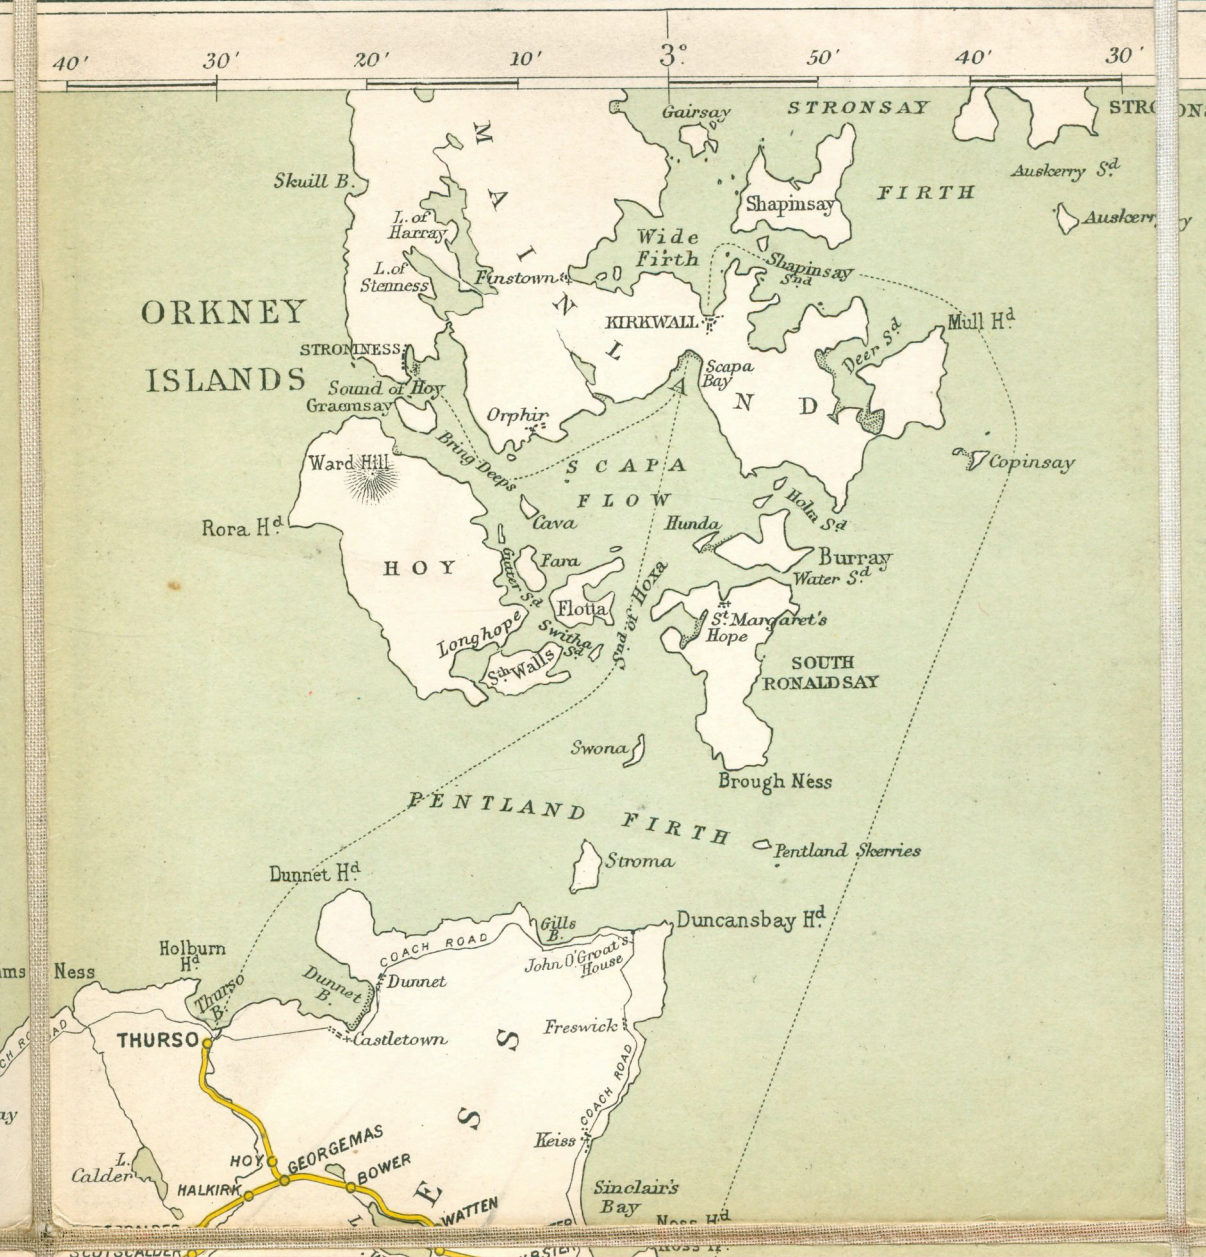 40' 30' 20' 10' 3° 50' 40' 30'
STRONSAY
FIRTH
Gairsay
Auskerry Sd
Shapinsay
Skuill B.
MAINLAND
L. of
Harray
L. of
Stenness
Finstown
Wide
Firth
Shapinsay
Snd
ORKNEY
ISLANDS
KIRKWALL
Mull Hd
STROMNESS
Deer Sd
Scapa
Bay
Sound of Hoy
Graemsay
Orphir
Bring Deeps
Ward Hill
SCAPA
FLOW
Copinsay
Rora Hd
Cava
Hunda
Holm Sd
HOY
Fara
Gutter Sd
Burray
Water Sd
Flotta
Snd of Hoxa
St Margaret's
Hope
Longhope
Switha
Sd
Sth Walls
SOUTH
RONALDSAY
Swona
Brough Ness
PENTLAND FIRTH
Pentland Skerries
Stroma
Dunnet Hd
Duncansbay Hd
Gills
B.
COACH ROAD
John O'Groat's
House
Holburn
Hd
Ness
Thurso
B.
Dunnet
B.
Dunnet
THURSO
Castletown
Freswick
COACH ROAD
S
S
E
Keiss
L.
Calder
HOY
GEORGEMAS
HALKIRK
BOWER
WATTEN
Sinclair's
Bay
Noss Hd
SCOTSCALDER